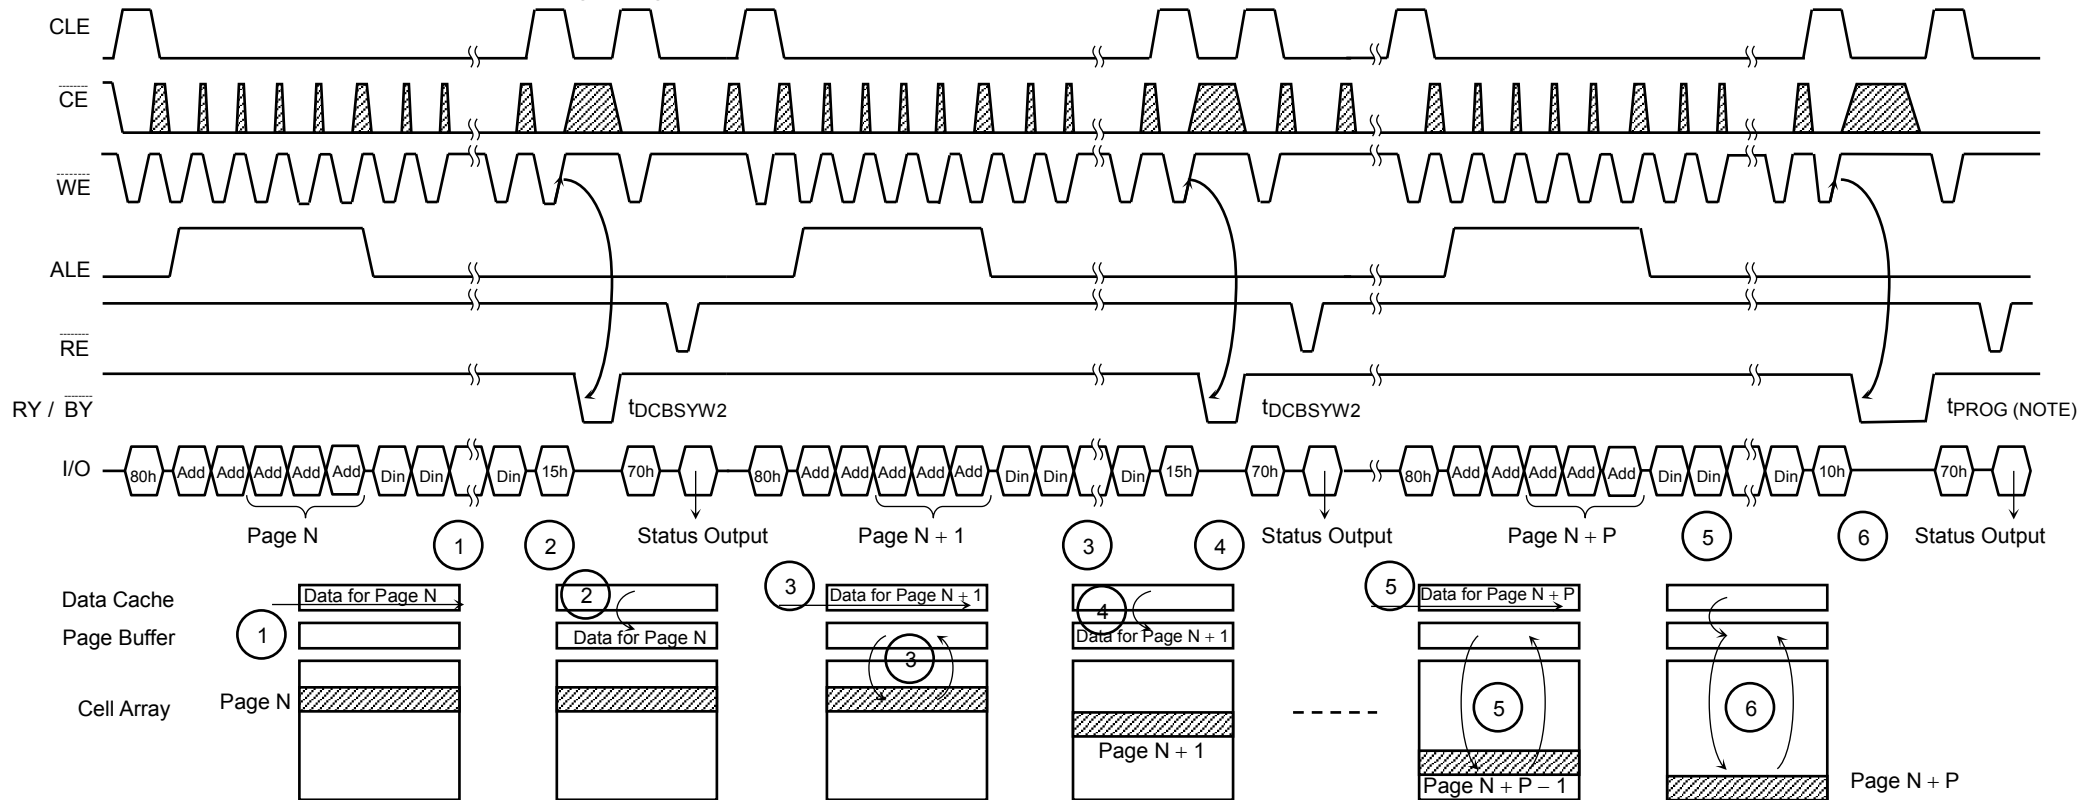 CLE
CE
WE
ALE
RE
RY / BY tDCBSYW2 tDCBSYW2 tPROG (NOTE)
I/O 80h Add Add Add Add Add Din Din Din 15h 70h 80h Add Add Add Add Add Din Din Din 15h 70h 80h Add Add Add Add Add Din Din Din 10h 70h
Page N 1 2 Status Output Page N + 1 3 4 Status Output Page N + P 5 6 Status Output
Data Cache Data for Page N 2 3 Data for Page N + 1 4 5 Data for Page N + P
Page Buffer 1 Data for Page N 3 Data for Page N + 1
Cell Array Page N 5 6
Page N + 1
Page N + P − 1 Page N + P